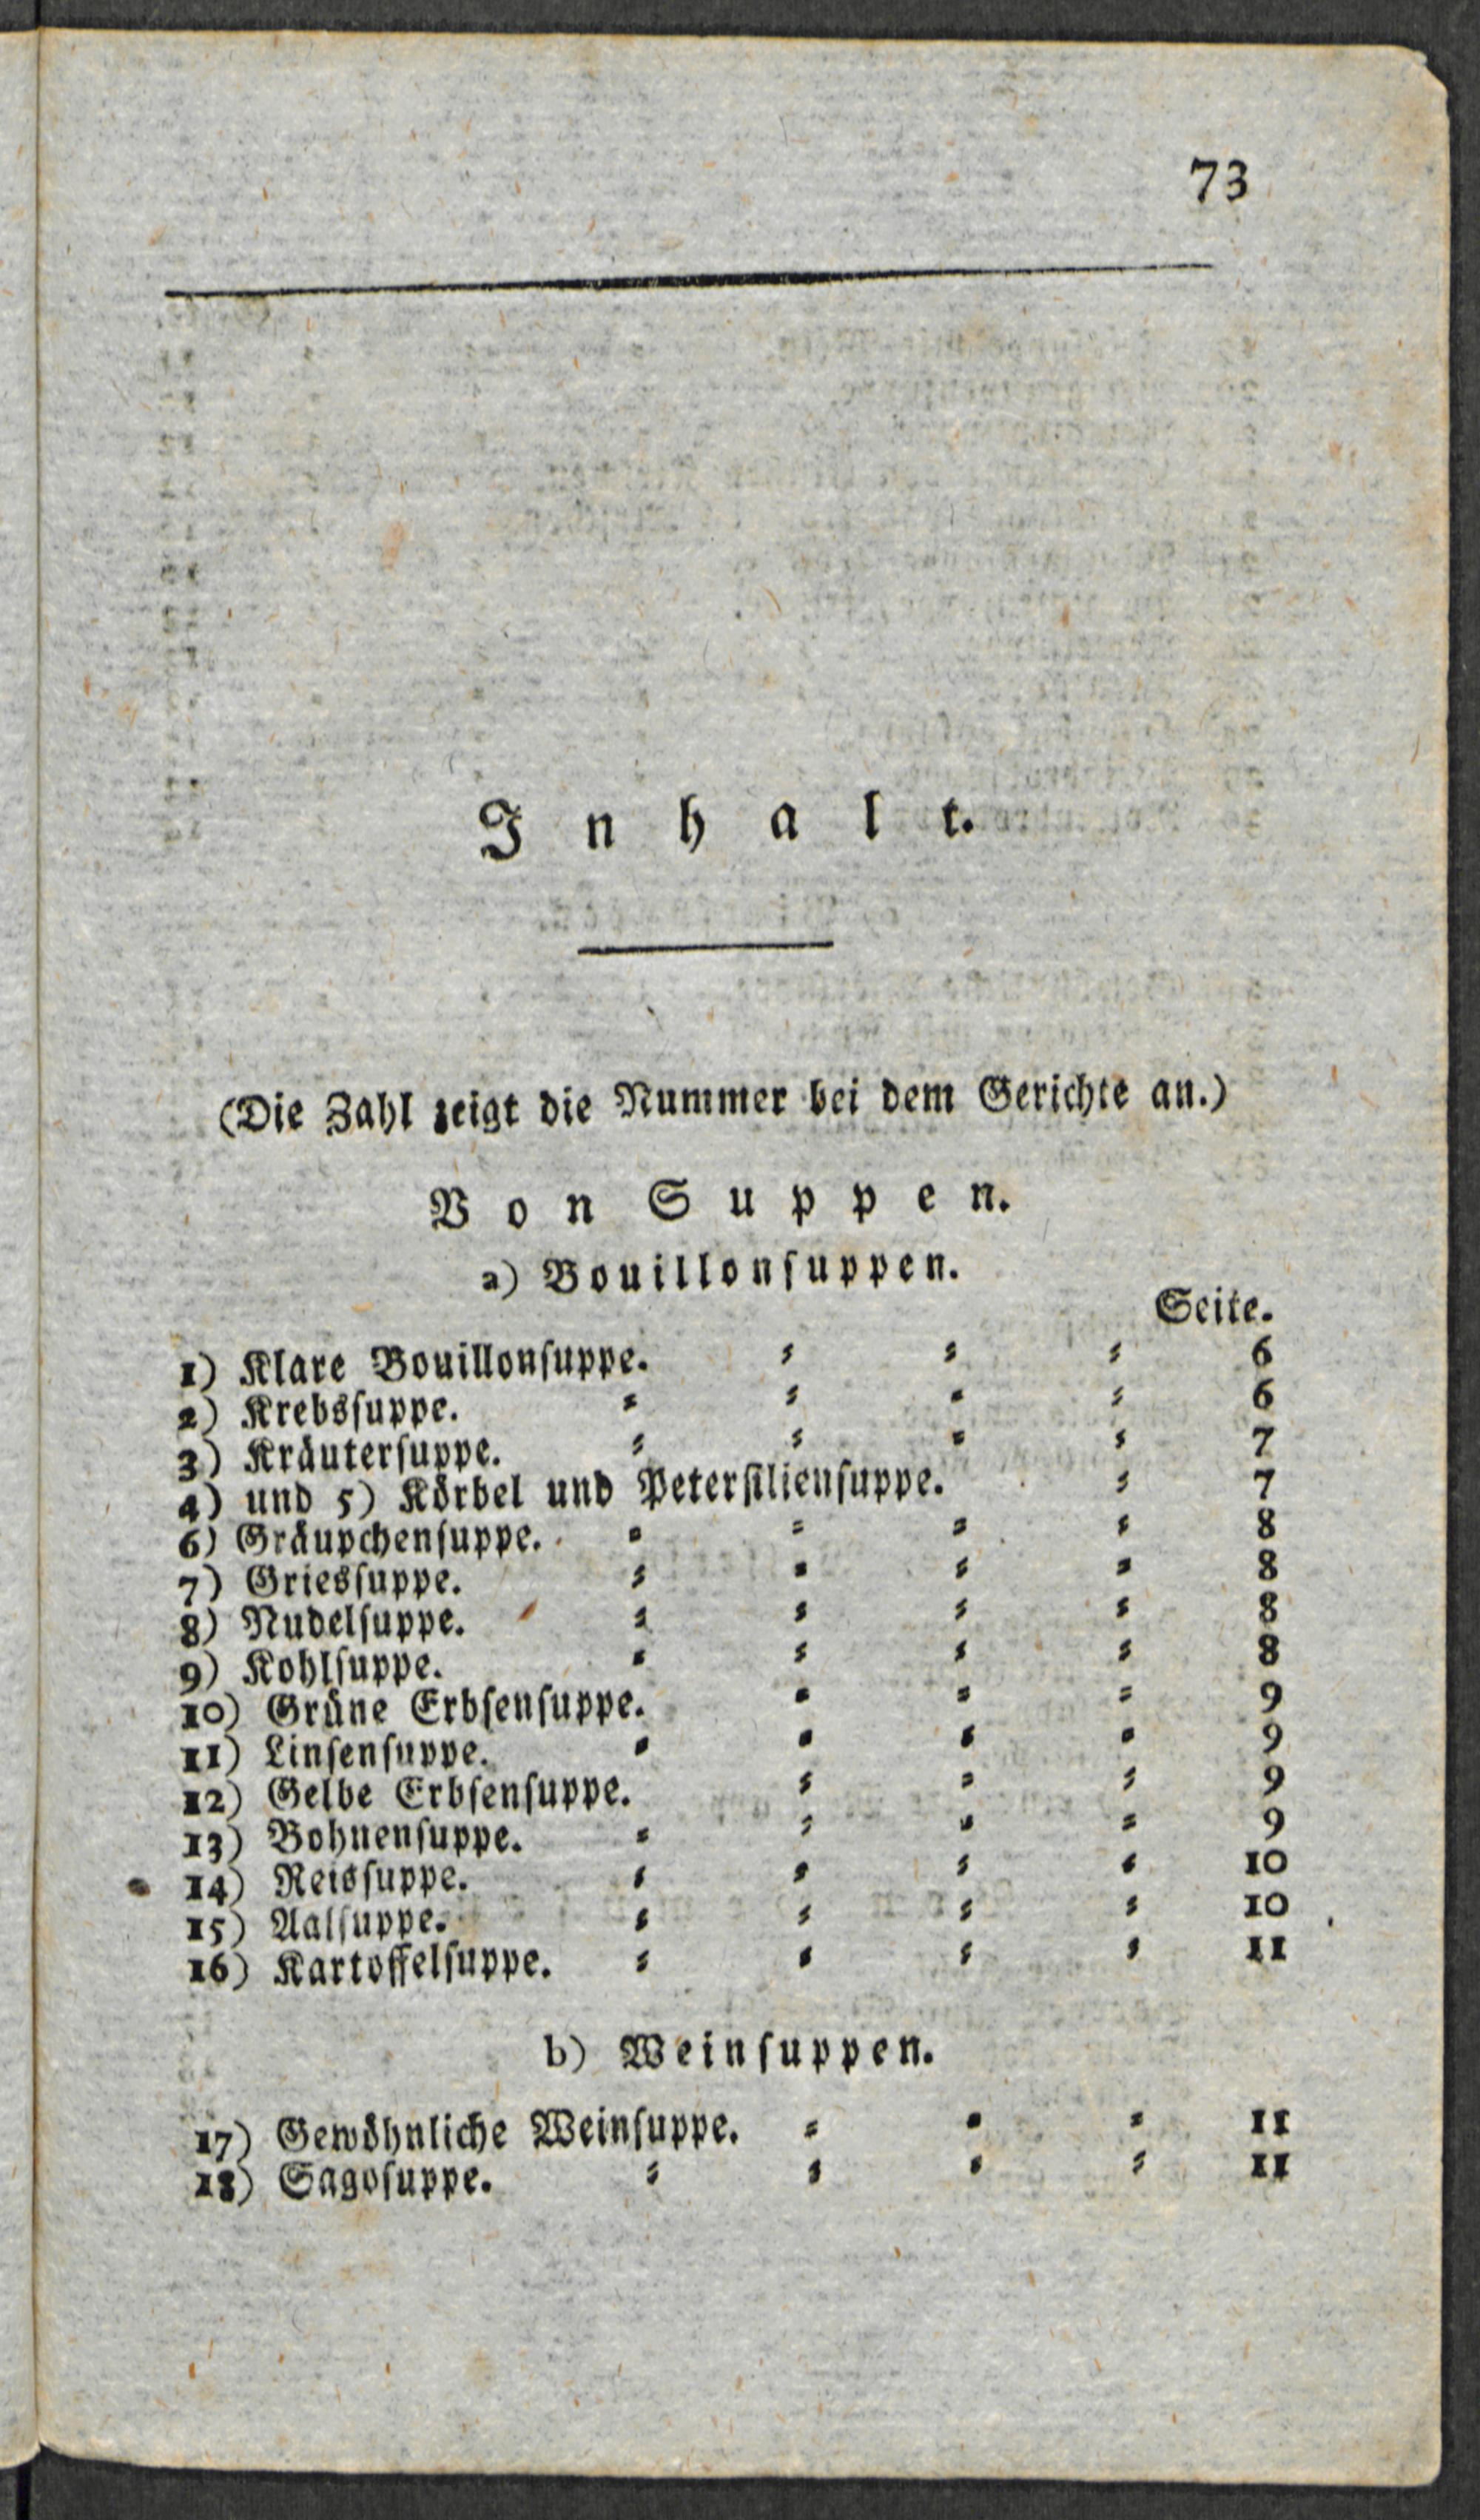 73
Inhalt.
(Die Zahl zeigt die Nummer bei dem Gerichte an.)
Von Suppen.
a) Bouillonſuppen.
Seite.
1) Klare Bouillonſuppe. 6
2) Krebsſuppe. 6
3) Kräuterſuppe. 7
4) und 5) Körbel und Peterſilienſuppe. 7
6) Gräupchenſuppe. 8
7) Griesſuppe. 8
8) Nudelſuppe. 8
9) Kohlſuppe. 8
10) Grüne Erbſenſuppe. 9
11) Linſenſuppe. 9
12) Gelbe Erbſenſuppe. 9
13) Bohnenſuppe. 9
14) Reisſuppe. 10
15) Aalſuppe. 10
16) Kartoffelſuppe. 11
b) Weinſuppen.
17) Gewöhnliche Weinſuppe. 11
18) Sagoſuppe. 11